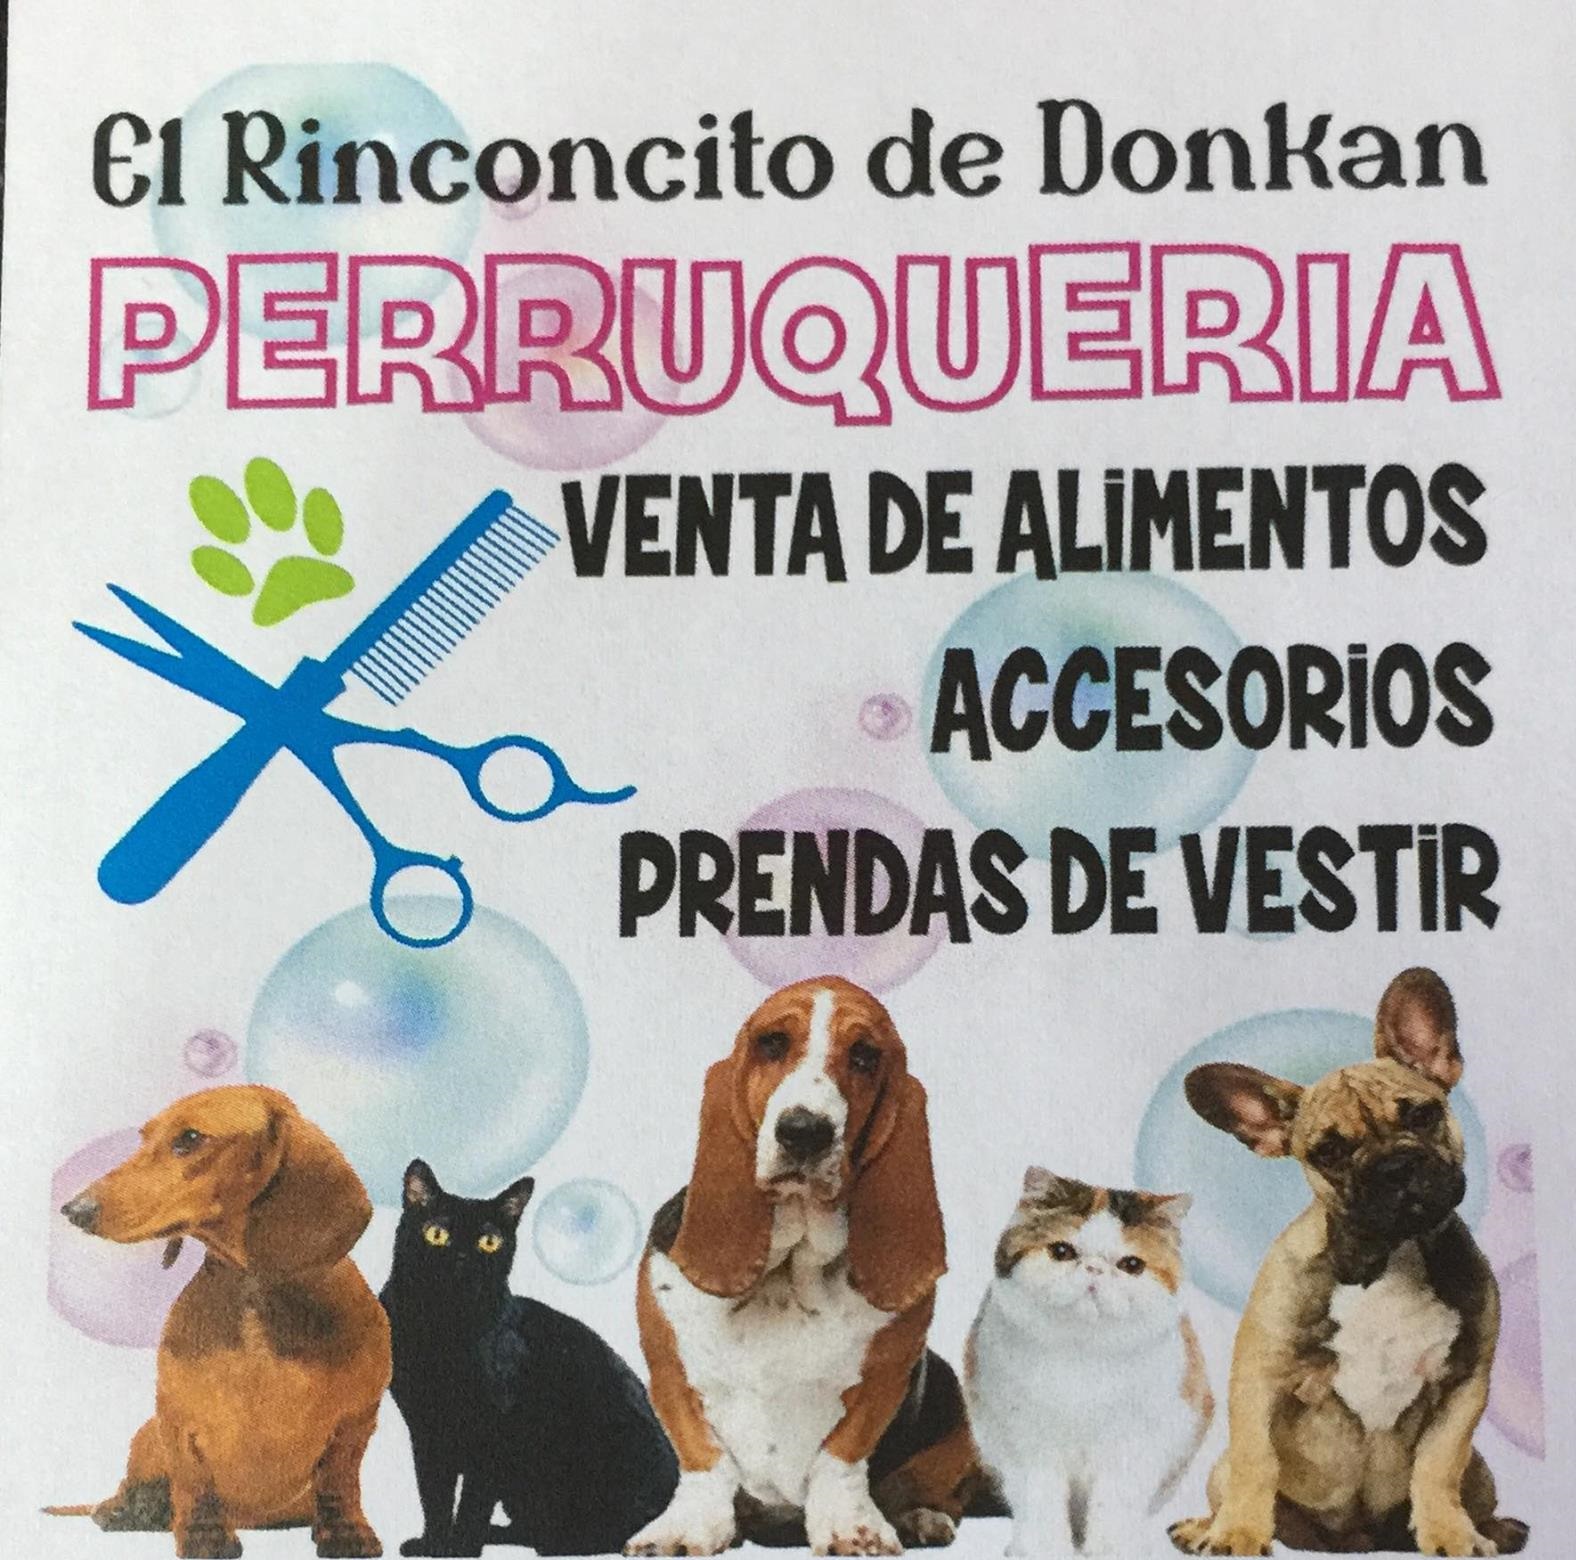 El Rinconcito de Donkan
PERRUQUERIA
VENTA DE ALIMENTOS
ACCESORIOS
PRENDAS DE VESTIR